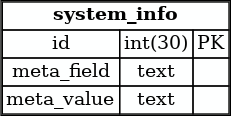 system_info
id int(30) PK
meta_field text
meta_value text